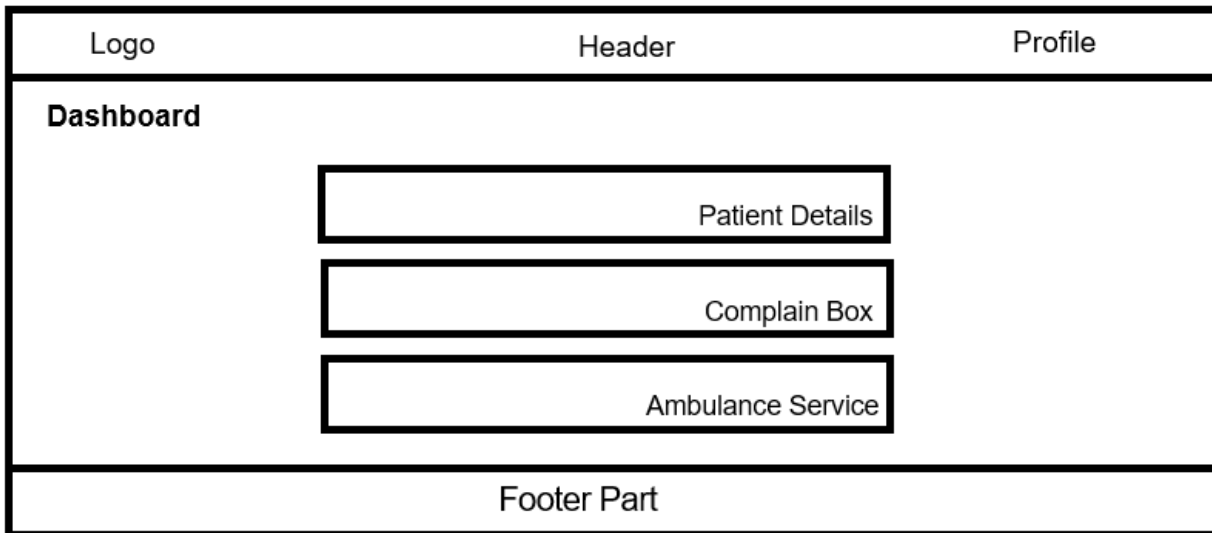 Logo Header Profile
Dashboard
Patient Details
Complain Box
Ambulance Service
Footer Part